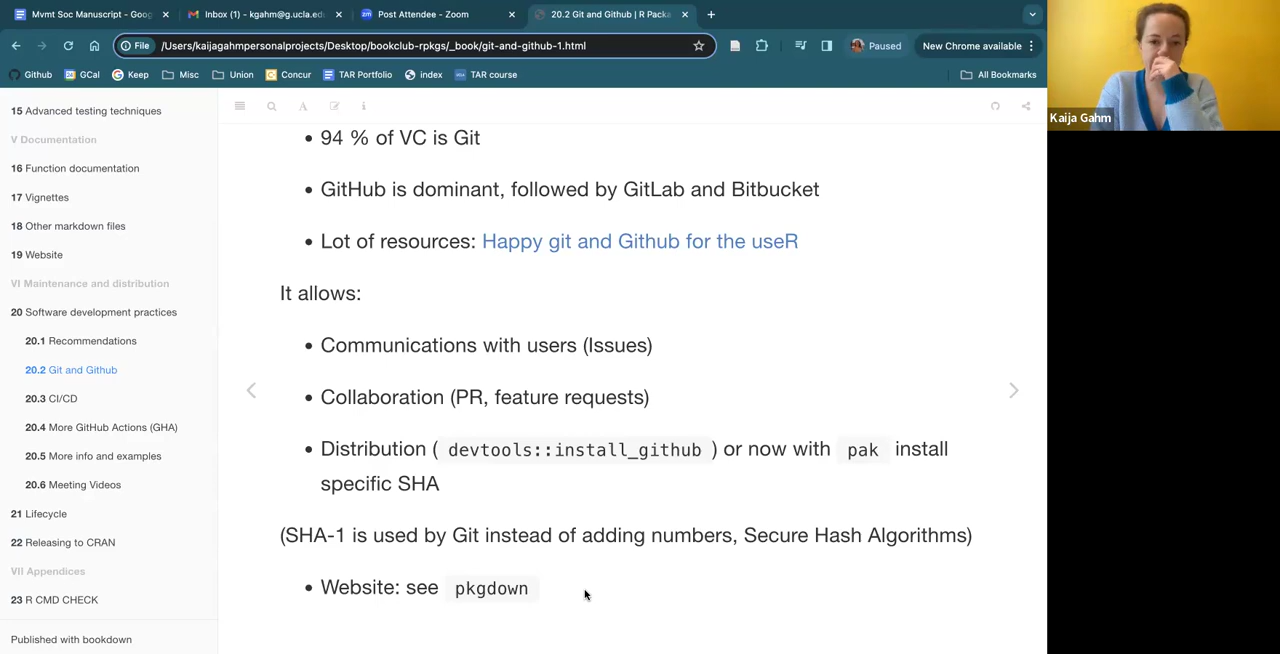 Mvmt Soc Manuscript - Goog
Inbox (1) - kgahm@g.ucla.ed
Post Attendee - Zoom
20.2 Git and Github | R Packa
File
/Users/kaijagahmpersonalprojects/Desktop/bookclub-rpkgs/_book/git-and-github-1.html
Paused
New Chrome available
Github
GCal
Keep
Misc
Union
Concur
TAR Portfolio
index
TAR course
All Bookmarks
15 Advanced testing techniques
V Documentation
16 Function documentation
17 Vignettes
18 Other markdown files
19 Website
VI Maintenance and distribution
20 Software development practices
20.1 Recommendations
20.2 Git and Github
20.3 CI/CD
20.4 More GitHub Actions (GHA)
20.5 More info and examples
20.6 Meeting Videos
21 Lifecycle
22 Releasing to CRAN
VII Appendices
23 R CMD CHECK
Published with bookdown
• 94 % of VC is Git
• GitHub is dominant, followed by GitLab and Bitbucket
• Lot of resources: Happy git and Github for the useR
It allows:
• Communications with users (Issues)
• Collaboration (PR, feature requests)
• Distribution ( devtools::install_github ) or now with pak install
specific SHA
(SHA-1 is used by Git instead of adding numbers, Secure Hash Algorithms)
• Website: see pkgdown
Kaija Gahm